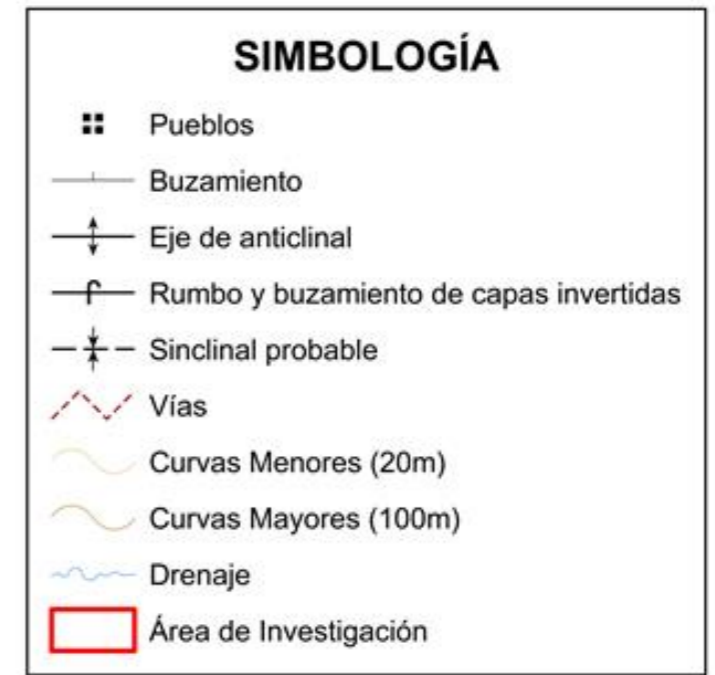 SIMBOLOGÍA
Pueblos
Buzamiento
Eje de anticlinal
Rumbo y buzamiento de capas invertidas
Sinclinal probable
Vías
Curvas Menores (20m)
Curvas Mayores (100m)
Drenaje
Área de Investigación